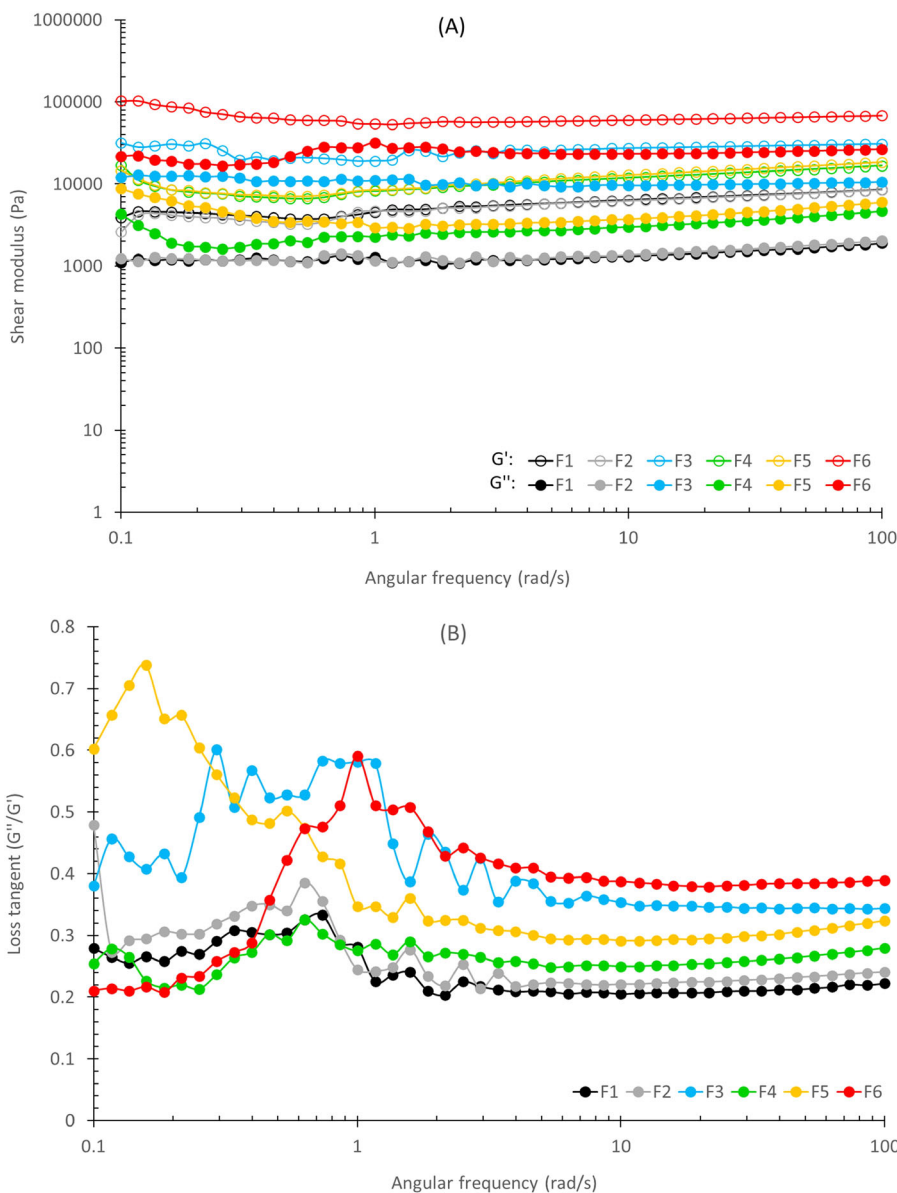 (A)
1000000
100000
10000
1000
100
10
1
Shear modulus (Pa)
G': F1 F2 F3 F4 F5 F6
G'': F1 F2 F3 F4 F5 F6
0.1 1 10 100
Angular frequency (rad/s)
(B)
0.8
0.7
0.6
0.5
0.4
0.3
0.2
0.1
0
Loss tangent (G''/G')
F1 F2 F3 F4 F5 F6
0.1 1 10 100
Angular frequency (rad/s)